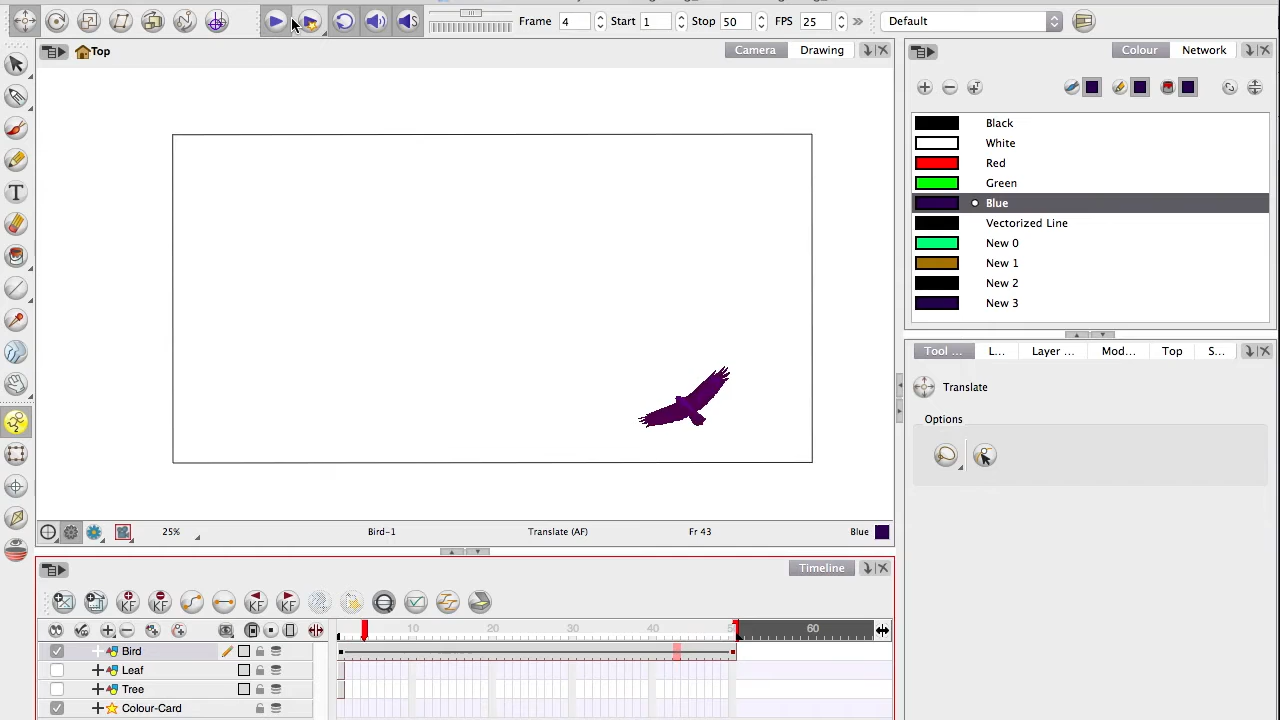 Frame 4 Start 1 Stop 50 FPS 25 » Default
Top Camera Drawing
Colour Network
Black
White
Red
Green
Blue
Vectorized Line
New 0
New 1
New 2
New 3
Tool ... L... Layer ... Mod... Top S...
Translate
Options
25% Bird-1 Translate (AF) Fr 43 Blue
Timeline
10 20 30 40 60
Bird
Leaf
Tree
Colour-Card